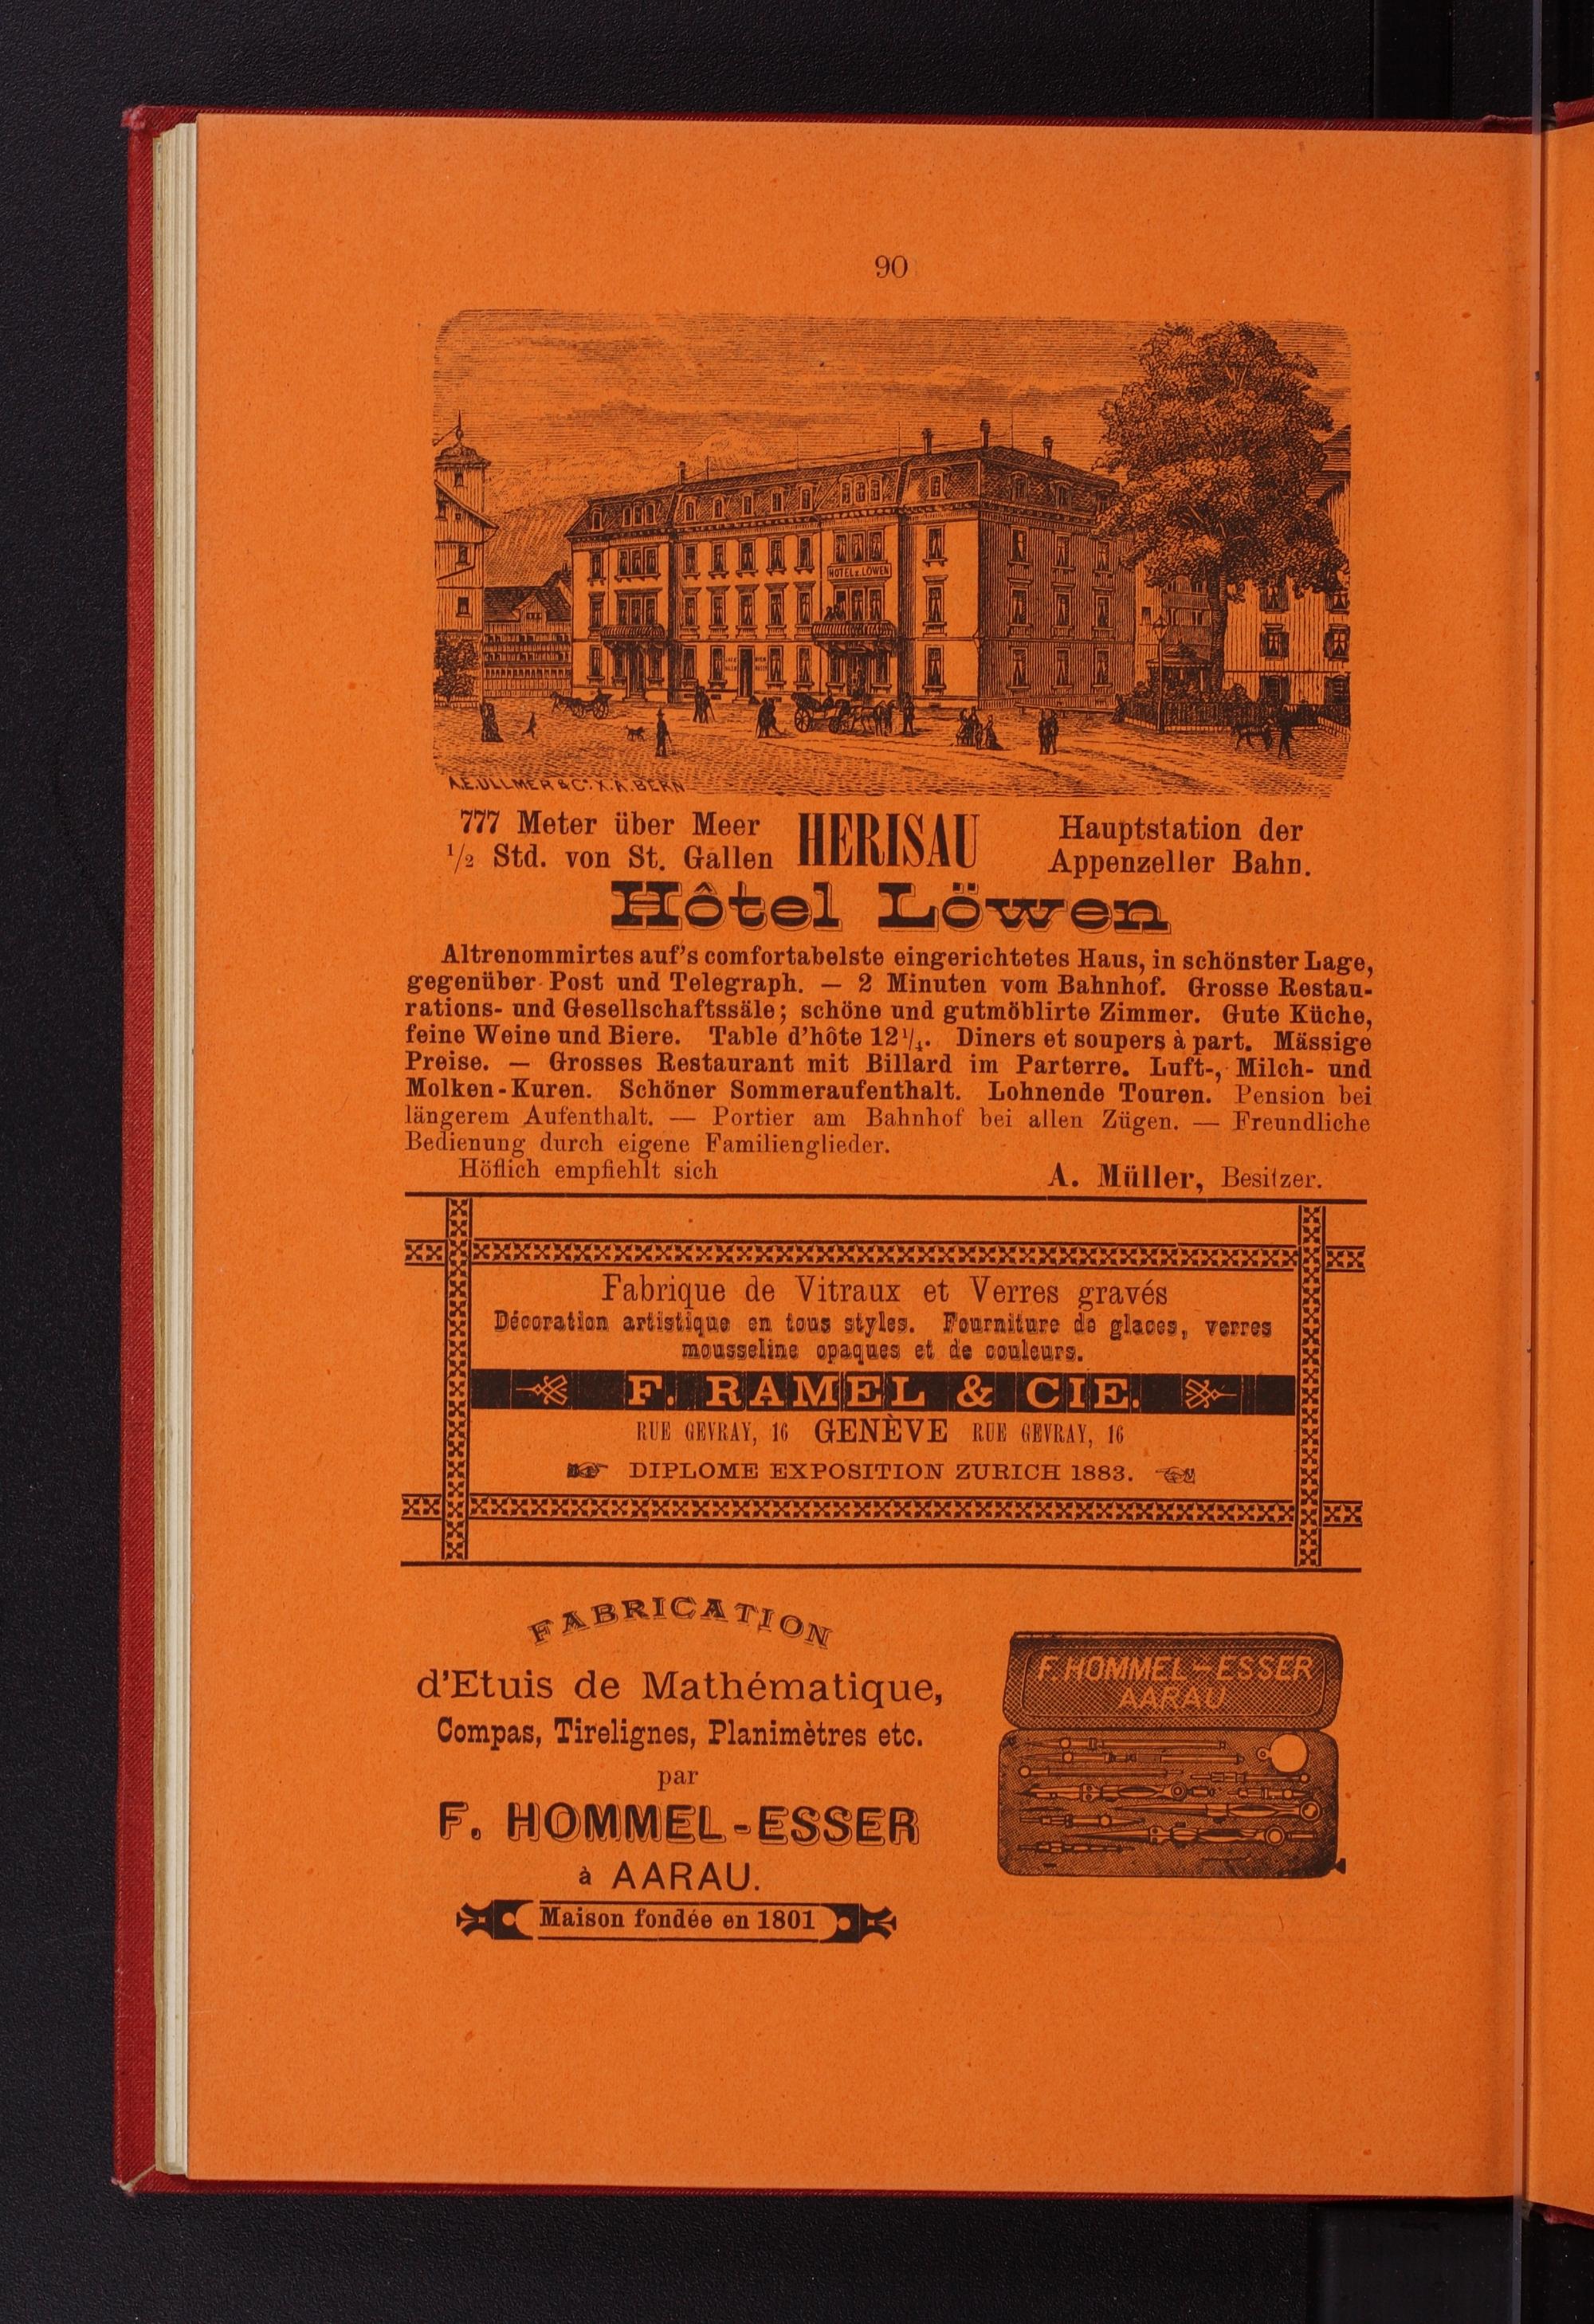 90
HOTEL z. LÖWEN
A.E.ULLMER & Co. X.A. BERN
777 Meter über Meer
1/2 Std. von St. Gallen
HERISAU
Hauptstation der
Appenzeller Bahn.
Hôtel Löwen
Altrenommirtes auf's comfortabelste eingerichtetes Haus, in schönster Lage,
gegenüber Post und Telegraph. — 2 Minuten vom Bahnhof. Grosse Restau-
rations- und Gesellschaftssäle; schöne und gutmöblirte Zimmer. Gute Küche,
feine Weine und Biere. Table d'hôte 12 1/4. Diners et soupers à part. Mässige
Preise. — Grosses Restaurant mit Billard im Parterre. Luft-, Milch- und
Molken-Kuren. Schöner Sommeraufenthalt. Lohnende Touren. Pension bei
längerem Aufenthalt. — Portier am Bahnhof bei allen Zügen. — Freundliche
Bedienung durch eigene Familienglieder.
Höflich empfiehlt sich A. Müller, Besitzer.
Fabrique de Vitraux et Verres gravés
Décoration artistique en tous styles. Fourniture de glaces, verres
mousseline opaques et de couleurs.
F. RAMEL & CIE.
RUE GEVRAY, 16 GENÈVE RUE GEVRAY, 16
DIPLOME EXPOSITION ZURICH 1883.
FABRICATION
d'Etuis de Mathématique,
Compas, Tirelignes, Planimètres etc.
par
F. HOMMEL-ESSER
à AARAU.
Maison fondée en 1801
F. HOMMEL-ESSER
AARAU